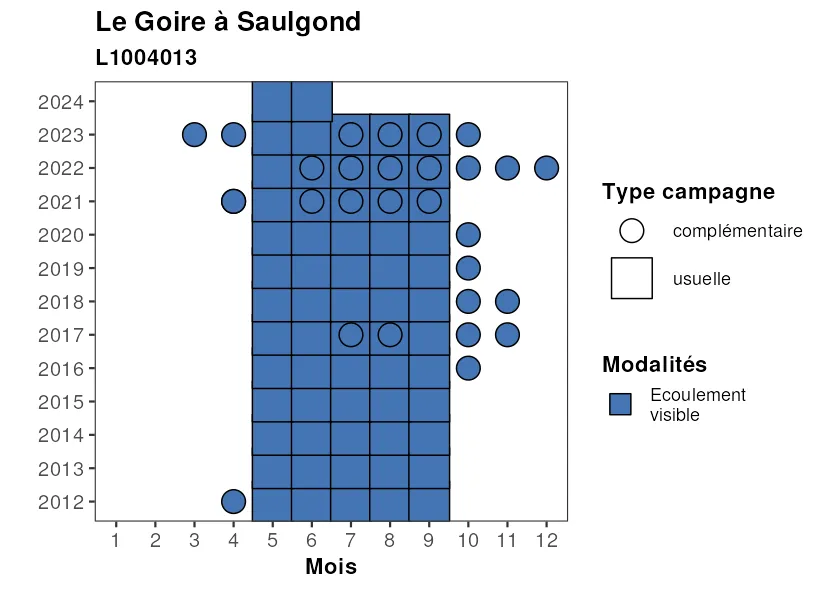 Le Goire à Saulgond
L1004013
2024
2023
2022
2021
2020
2019
2018
2017
2016
2015
2014
2013
2012
1 2 3 4 5 6 7 8 9 10 11 12
Mois
Type campagne
complémentaire
usuelle
Modalités
Ecoulement
visible